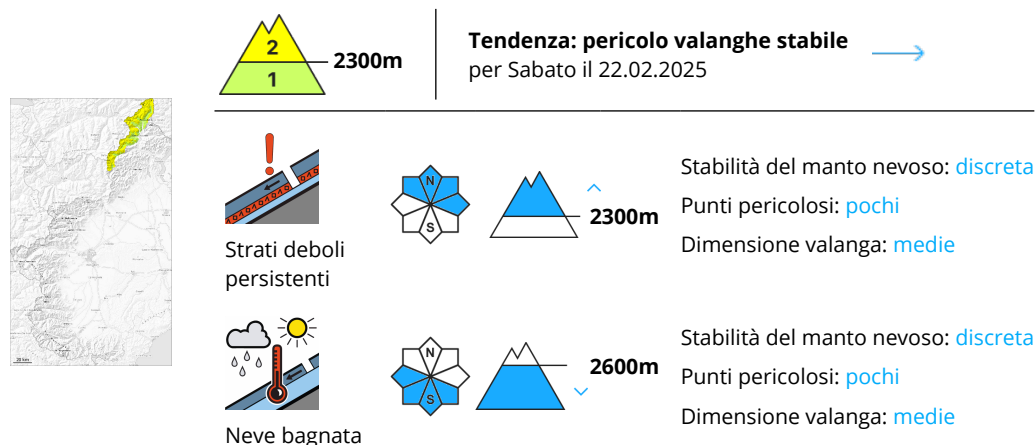 2
1
2300m
Tendenza: pericolo valanghe stabile
per Sabato il 22.02.2025
20 km
N
S
2300m
Strati deboli
persistenti
Stabilità del manto nevoso: discreta
Punti pericolosi: pochi
Dimensione valanga: medie
N
S
2600m
Neve bagnata
Stabilità del manto nevoso: discreta
Punti pericolosi: pochi
Dimensione valanga: medie